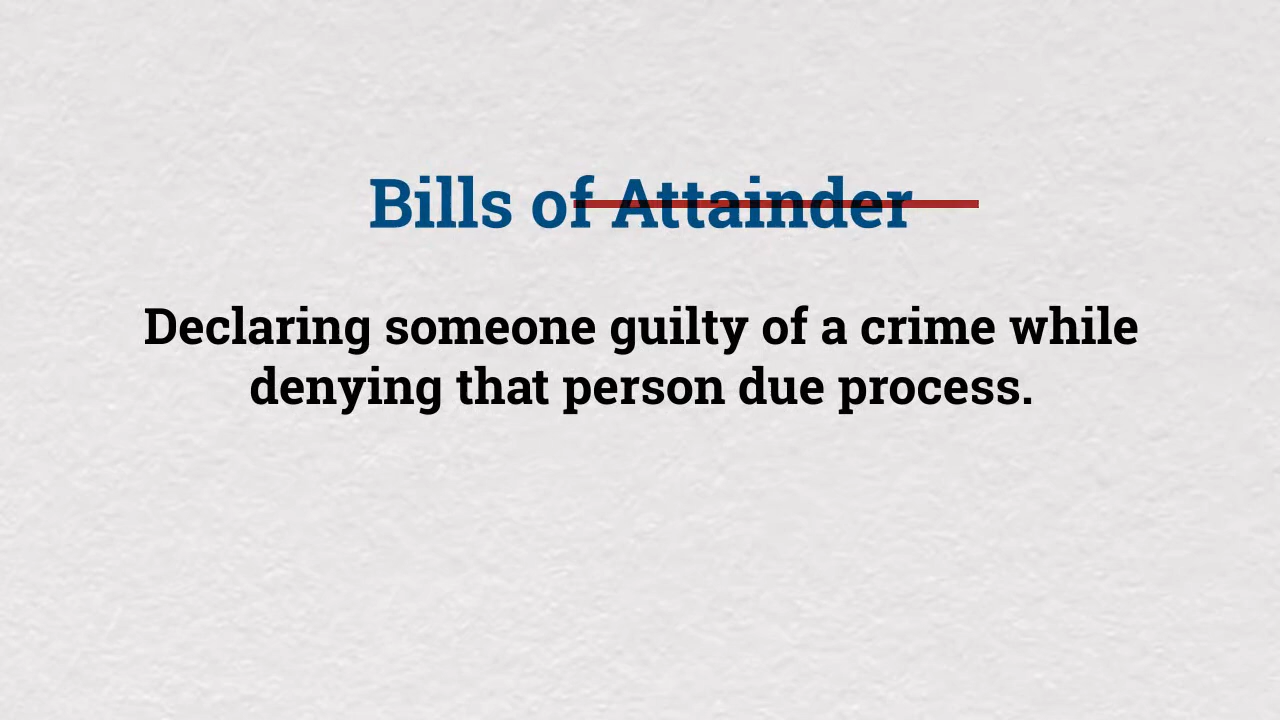 Bills of Attainder
Declaring someone guilty of a crime while
denying that person due process.